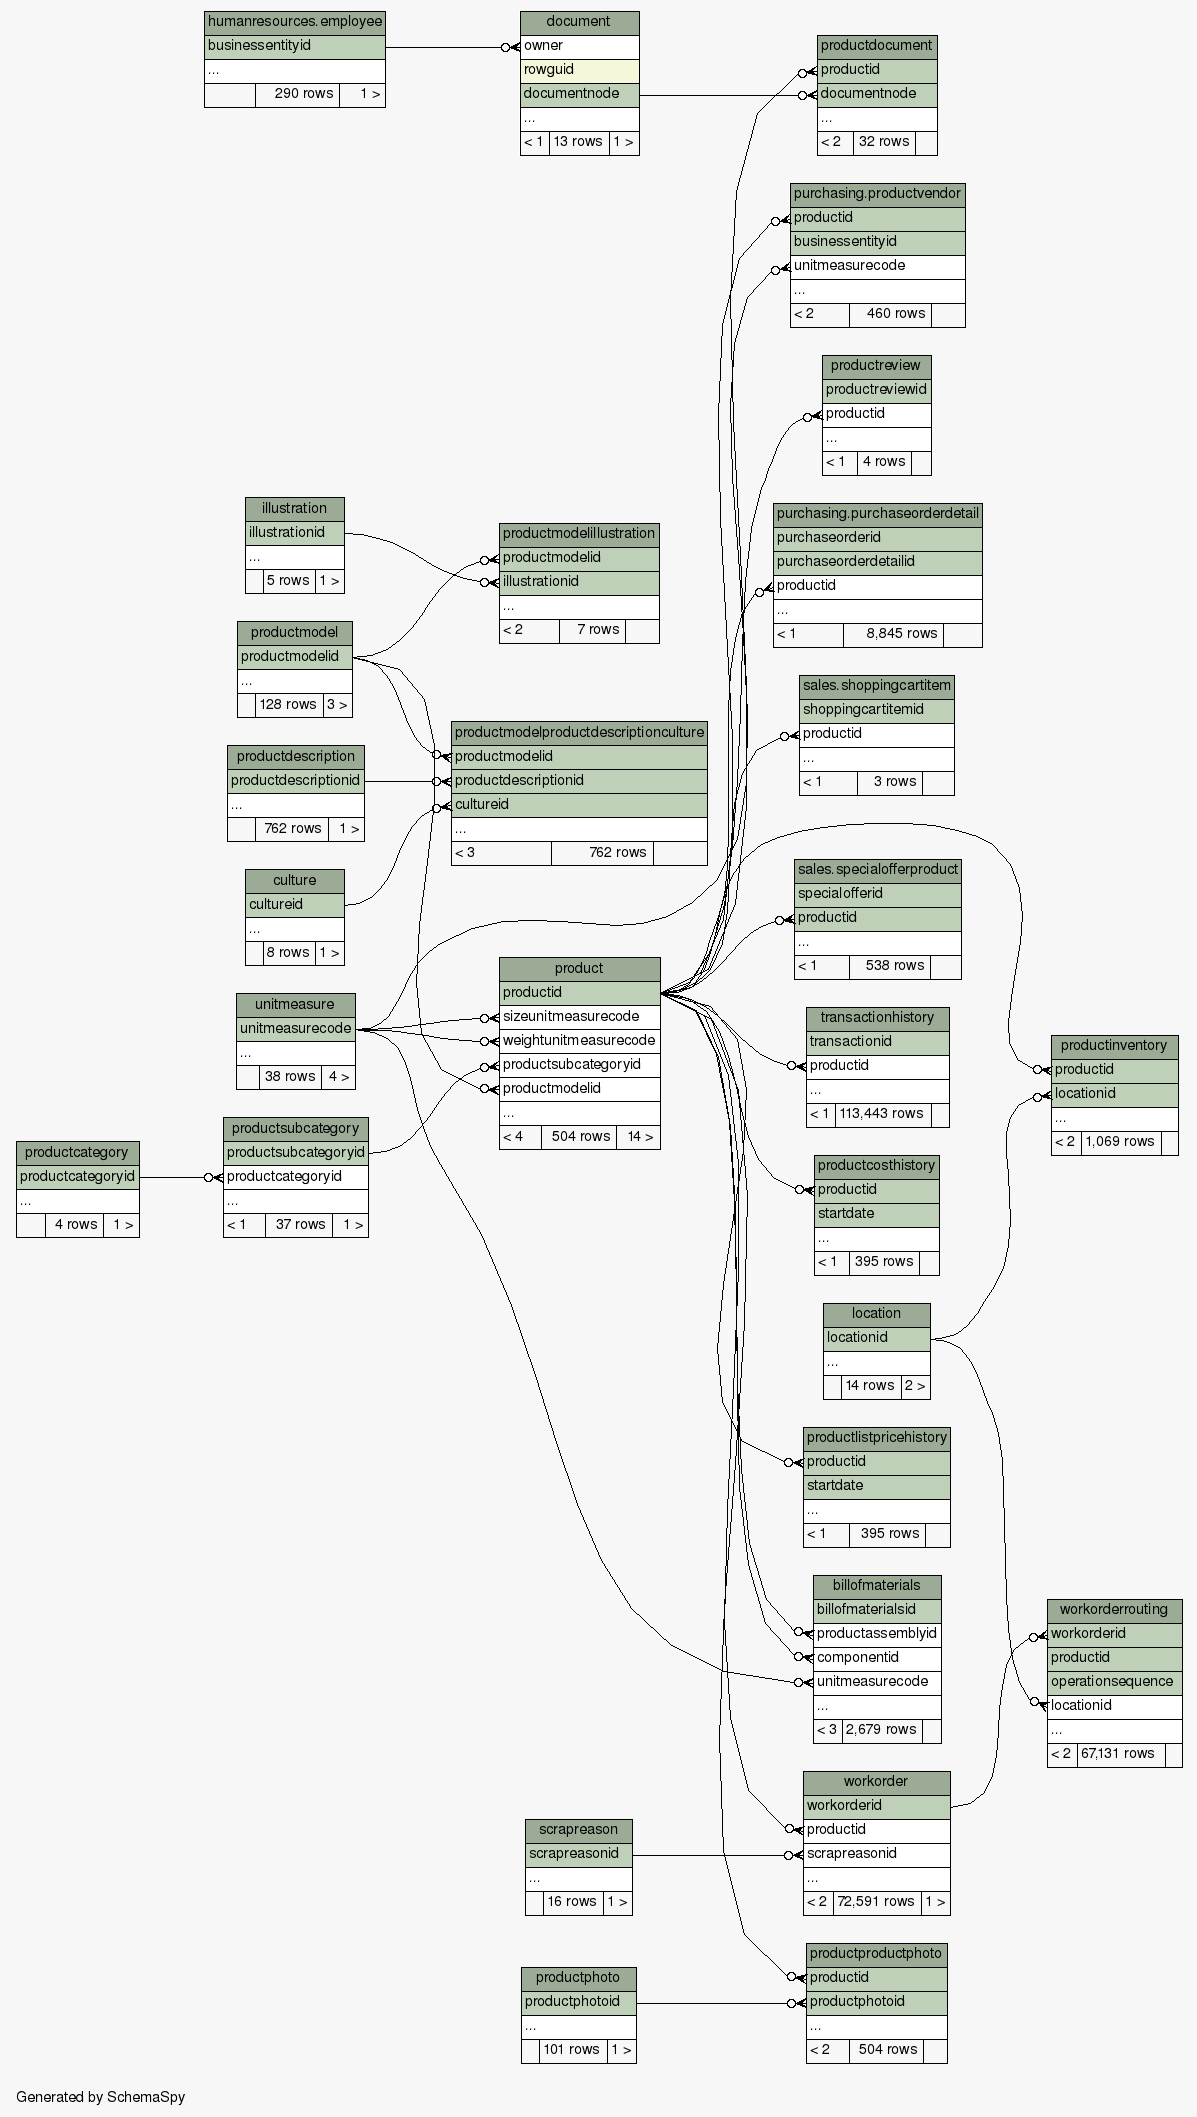 humanresources.employee
businessentityid
...
290 rows 1 >
document
owner
rowguid
documentnode
...
< 1 13 rows 1 >
productdocument
productid
documentnode
...
< 2 32 rows
purchasing.productvendor
productid
businessentityid
unitmeasurecode
...
< 2 460 rows
productreview
productreviewid
productid
...
< 1 4 rows
illustration
illustrationid
...
5 rows 1 >
productmodelillustration
productmodelid
illustrationid
...
< 2 7 rows
purchasing.purchaseorderdetail
purchaseorderid
purchaseorderdetailid
productid
...
< 1 8,845 rows
productmodel
productmodelid
...
128 rows 3 >
sales.shoppingcartitem
shoppingcartitemid
productid
...
< 1 3 rows
productdescription
productdescriptionid
...
762 rows 1 >
productmodelproductdescriptionculture
productmodelid
productdescriptionid
cultureid
...
< 3 762 rows
culture
cultureid
...
8 rows 1 >
sales.specialofferproduct
specialofferid
productid
...
< 1 538 rows
unitmeasure
unitmeasurecode
...
38 rows 4 >
product
productid
sizeunitmeasurecode
weightunitmeasurecode
productsubcategoryid
productmodelid
...
< 4 504 rows 14 >
transactionhistory
transactionid
productid
...
< 1 113,443 rows
productinventory
productid
locationid
...
< 2 1,069 rows
productcategory
productcategoryid
...
4 rows 1 >
productsubcategory
productsubcategoryid
productcategoryid
...
< 1 37 rows 1 >
productcosthistory
productid
startdate
...
< 1 395 rows
location
locationid
...
14 rows 2 >
productlistpricehistory
productid
startdate
...
< 1 395 rows
billofmaterials
billofmaterialsid
productassemblyid
componentid
unitmeasurecode
...
< 3 2,679 rows
workorderrouting
workorderid
productid
operationsequence
locationid
...
< 2 67,131 rows
workorder
workorderid
productid
scrapreasonid
...
< 2 72,591 rows 1 >
scrapreason
scrapreasonid
...
16 rows 1 >
productproductphoto
productid
productphotoid
...
< 2 504 rows
productphoto
productphotoid
...
101 rows 1 >
Generated by SchemaSpy